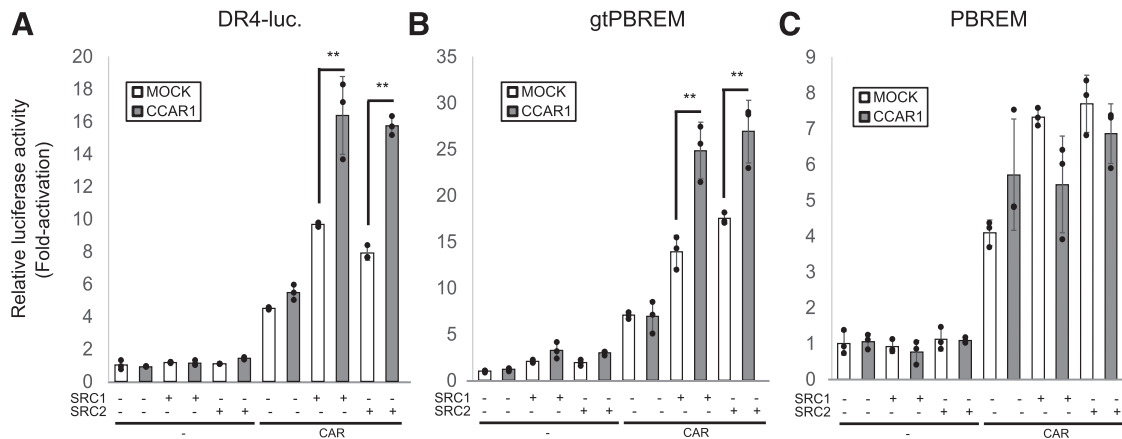 A
DR4-luc.
B
gtPBREM
C
PBREM
Relative luciferase activity
(Fold-activation)
20
18
16
14
12
10
8
6
4
2
0
MOCK
CCAR1
**
**
SRC1 - - + + - - - - + + - -
SRC2 - - - - + + - - - - + +
- CAR
35
30
25
20
15
10
5
0
MOCK
CCAR1
**
**
SRC1 - - + + - - - - + + - -
SRC2 - - - - + + - - - - + +
- CAR
9
8
7
6
5
4
3
2
1
0
MOCK
CCAR1
SRC1 - - + + - - - - + + - -
SRC2 - - - - + + - - - - + +
- CAR